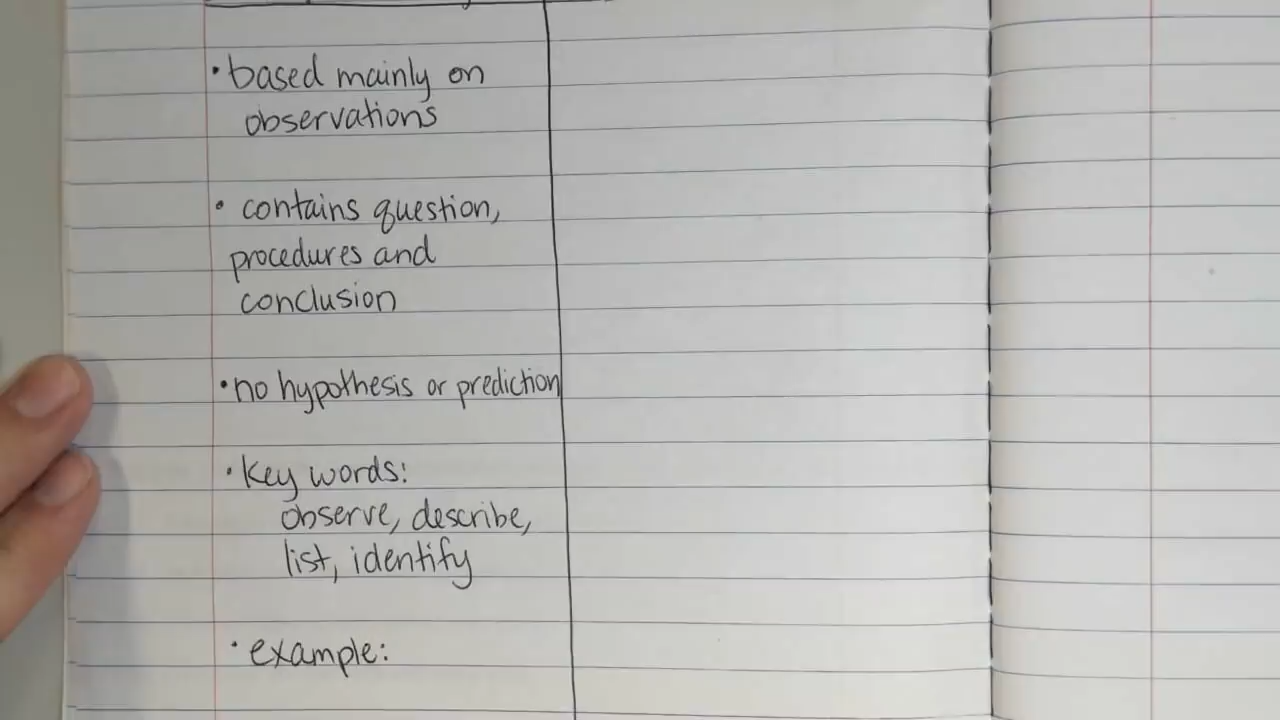 • based mainly on
observations
• contains question,
procedures and
conclusion
• no hypothesis or prediction
• Key words:
observe, describe,
list, identify
• example: